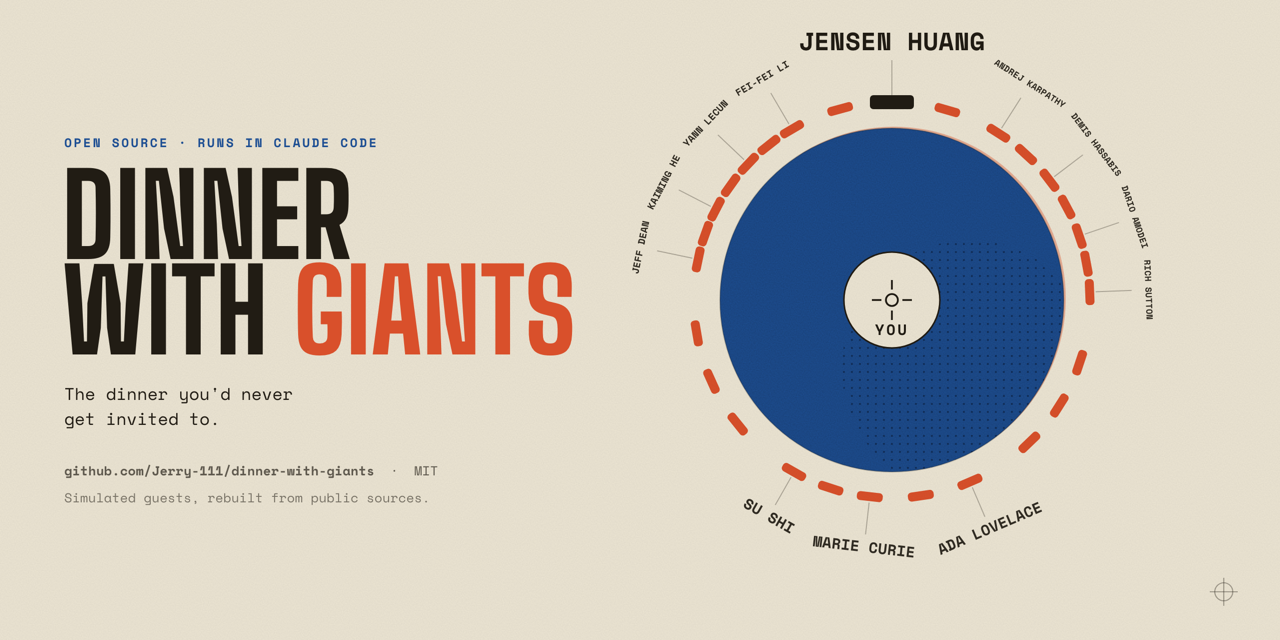 OPEN SOURCE · RUNS IN CLAUDE CODE
DINNER
WITH GIANTS
The dinner you'd never
get invited to.
github.com/Jerry-111/dinner-with-giants · MIT
Simulated guests, rebuilt from public sources.
JENSEN HUANG
FEI-FEI LI
YANN LECUN
KAIMING HE
JEFF DEAN
ANDREJ KARPATHY
DEMIS HASSABIS
DARIO AMODEI
RICH SUTTON
YOU
SU SHI
MARIE CURIE
ADA LOVELACE